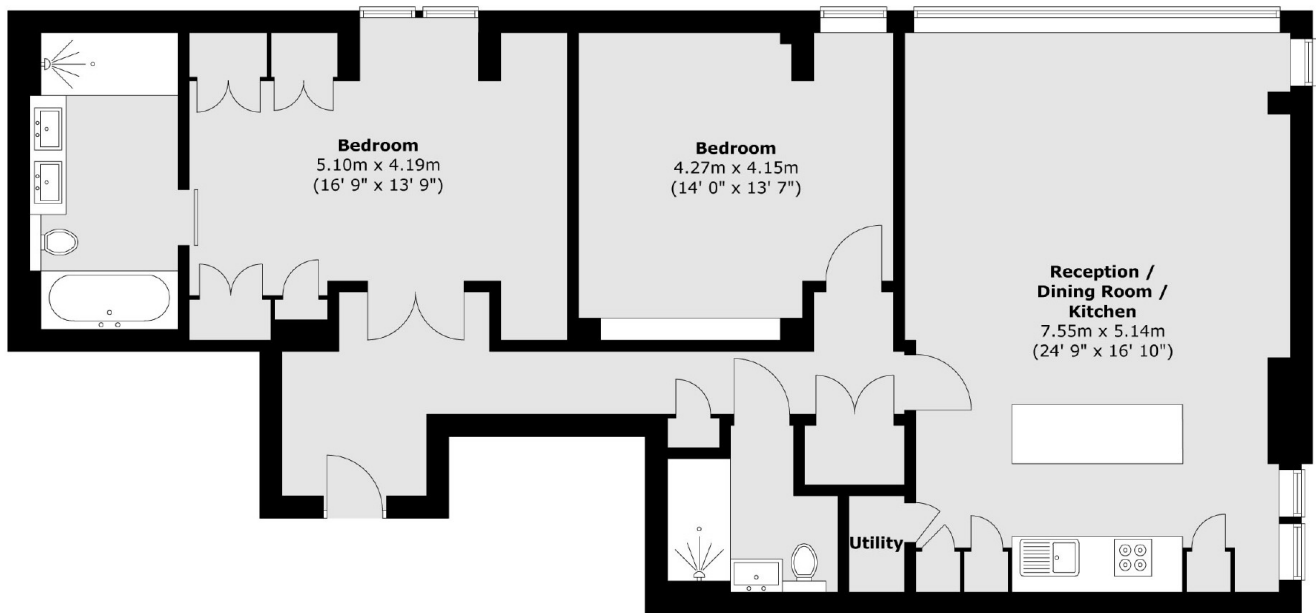 Bedroom
5.10m x 4.19m
(16' 9" x 13' 9")
Bedroom
4.27m x 4.15m
(14' 0" x 13' 7")
Reception /
Dining Room /
Kitchen
7.55m x 5.14m
(24' 9" x 16' 10")
Utility